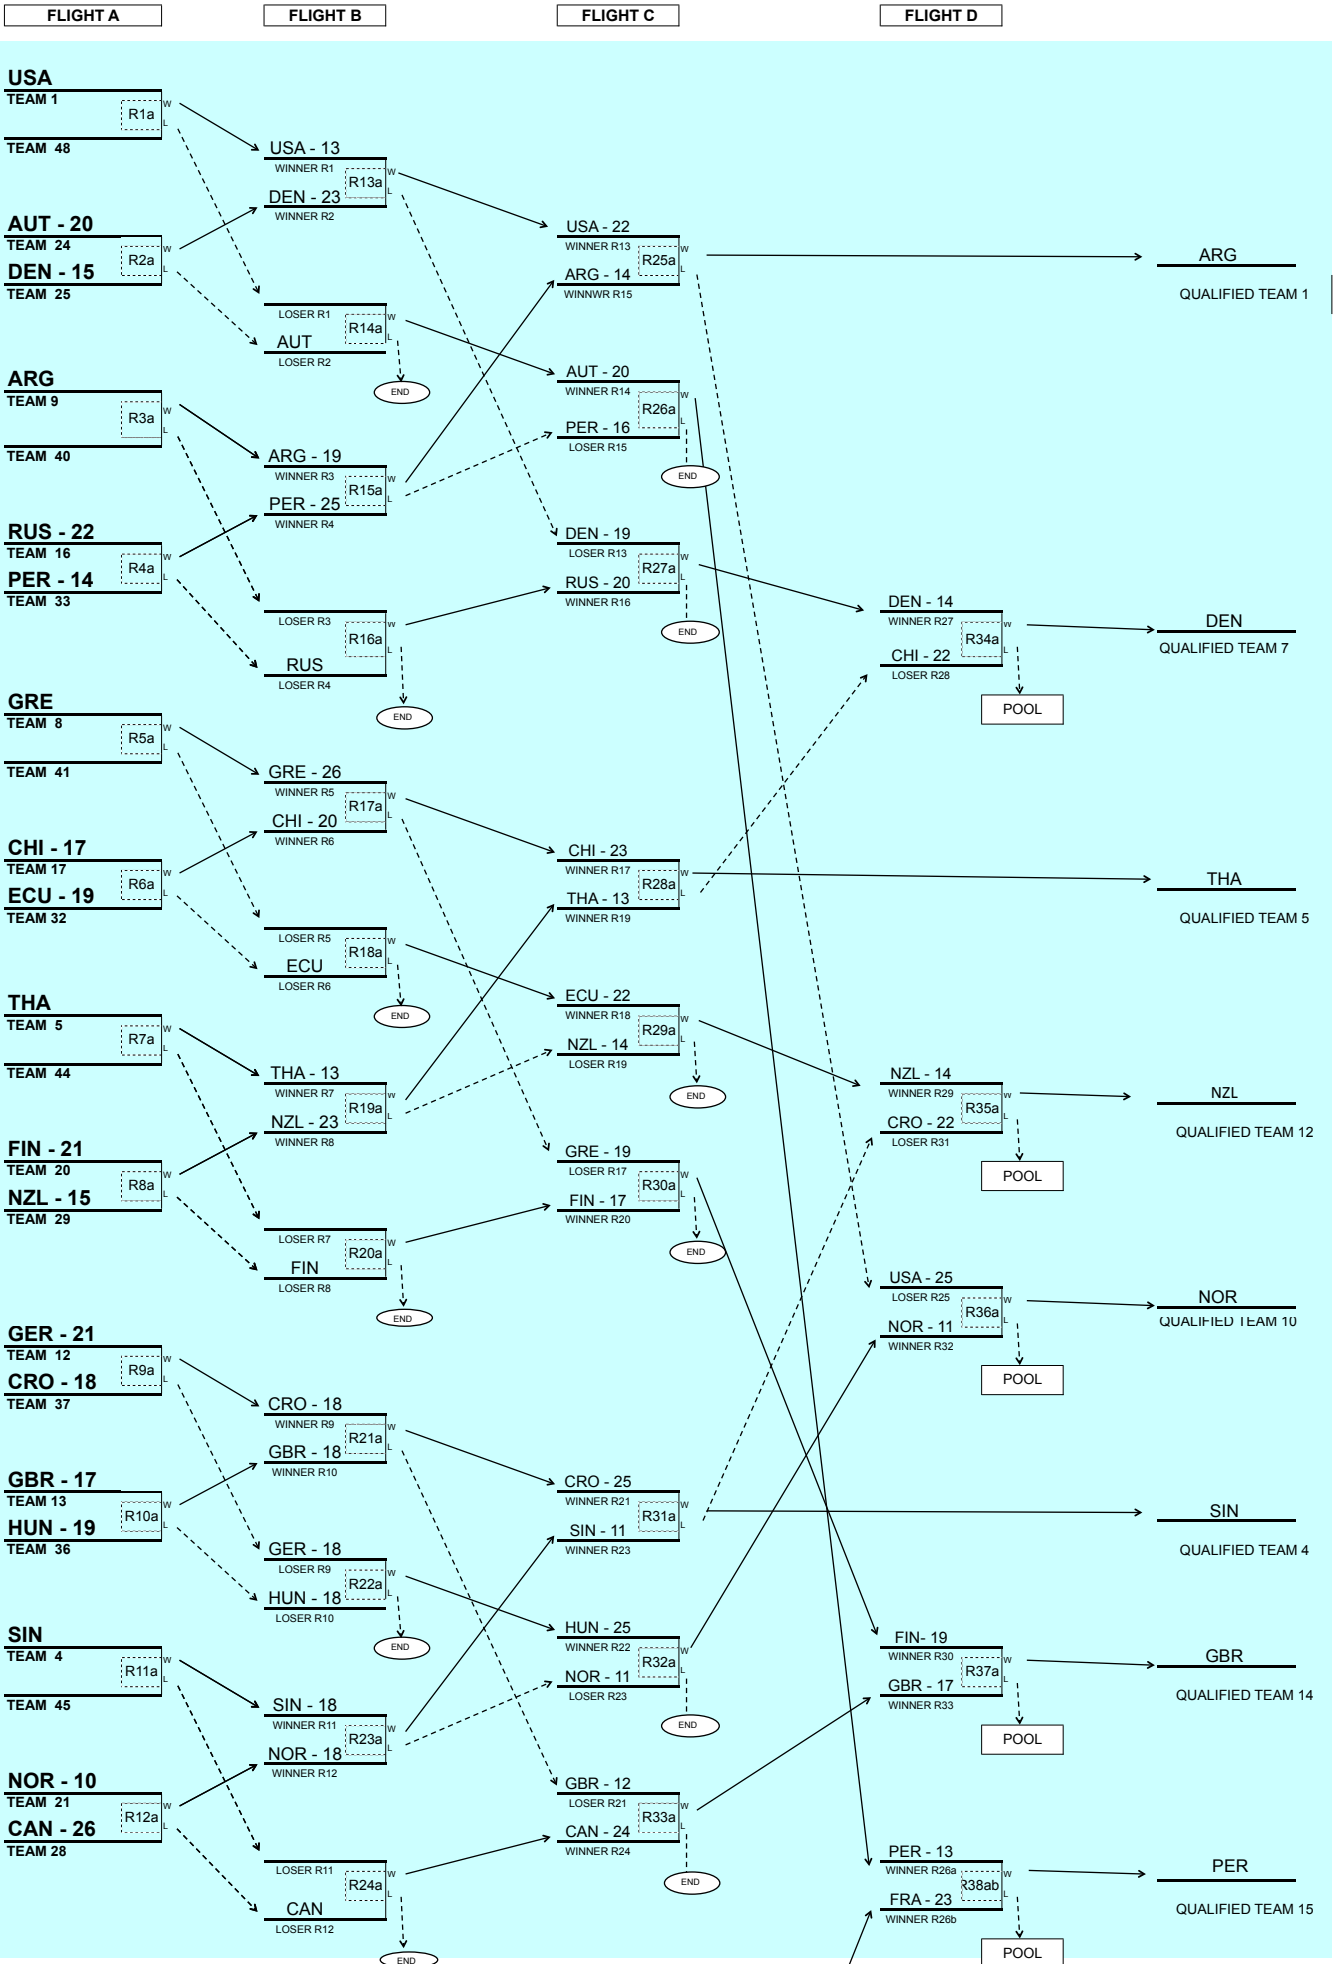 FLIGHT A
FLIGHT B
FLIGHT C
FLIGHT D
USA
TEAM 1
R1a
W
L
TEAM 48
AUT - 20
TEAM 24
R2a
W
L
DEN - 15
TEAM 25
ARG
TEAM 9
R3a
W
L
TEAM 40
RUS - 22
TEAM 16
R4a
W
L
PER - 14
TEAM 33
GRE
TEAM 8
R5a
W
L
TEAM 41
CHI - 17
TEAM 17
R6a
W
L
ECU - 19
TEAM 32
THA
TEAM 5
R7a
W
L
TEAM 44
FIN - 21
TEAM 20
R8a
W
L
NZL - 15
TEAM 29
GER - 21
TEAM 12
R9a
W
L
CRO - 18
TEAM 37
GBR - 17
TEAM 13
R10a
W
L
HUN - 19
TEAM 36
SIN
TEAM 4
R11a
W
L
TEAM 45
NOR - 10
TEAM 21
R12a
W
L
CAN - 26
TEAM 28
USA - 13
WINNER R1
R13a
W
L
DEN - 23
WINNER R2
LOSER R1
R14a
W
L
AUT
LOSER R2
END
ARG - 19
WINNER R3
R15a
W
L
PER - 25
WINNER R4
LOSER R3
R16a
W
L
RUS
LOSER R4
END
GRE - 26
WINNER R5
R17a
W
L
CHI - 20
WINNER R6
LOSER R5
R18a
W
L
ECU
LOSER R6
END
THA - 13
WINNER R7
R19a
W
L
NZL - 23
WINNER R8
LOSER R7
R20a
W
L
FIN
LOSER R8
END
CRO - 18
WINNER R9
R21a
W
L
GBR - 18
WINNER R10
GER - 18
LOSER R9
R22a
W
L
HUN - 18
LOSER R10
END
SIN - 18
WINNER R11
R23a
W
L
NOR - 18
WINNER R12
LOSER R11
R24a
W
L
CAN
LOSER R12
END
USA - 22
WINNER R13
R25a
W
L
ARG - 14
WINNWR R15
AUT - 20
WINNER R14
R26a
W
L
PER - 16
LOSER R15
END
DEN - 19
LOSER R13
R27a
W
L
RUS - 20
WINNER R16
END
CHI - 23
WINNER R17
R28a
W
L
THA - 13
WINNER R19
ECU - 22
WINNER R18
R29a
W
L
NZL - 14
LOSER R19
END
GRE - 19
LOSER R17
R30a
W
L
FIN - 17
WINNER R20
END
CRO - 25
WINNER R21
R31a
W
L
SIN - 11
WINNER R23
HUN - 25
WINNER R22
R32a
W
L
NOR - 11
LOSER R23
END
GBR - 12
LOSER R21
R33a
W
L
CAN - 24
WINNER R24
END
DEN - 14
WINNER R27
R34a
W
L
CHI - 22
LOSER R28
POOL
NZL - 14
WINNER R29
R35a
W
L
CRO - 22
LOSER R31
POOL
USA - 25
LOSER R25
R36a
W
L
NOR - 11
WINNER R32
POOL
FIN- 19
WINNER R30
R37a
W
L
GBR - 17
WINNER R33
POOL
PER - 13
WINNER R26a
R38ab
W
L
FRA - 23
WINNER R26b
POOL
ARG
QUALIFIED TEAM 1
DEN
QUALIFIED TEAM 7
THA
QUALIFIED TEAM 5
NZL
QUALIFIED TEAM 12
NOR
QUALIFIED TEAM 10
SIN
QUALIFIED TEAM 4
GBR
QUALIFIED TEAM 14
PER
QUALIFIED TEAM 15